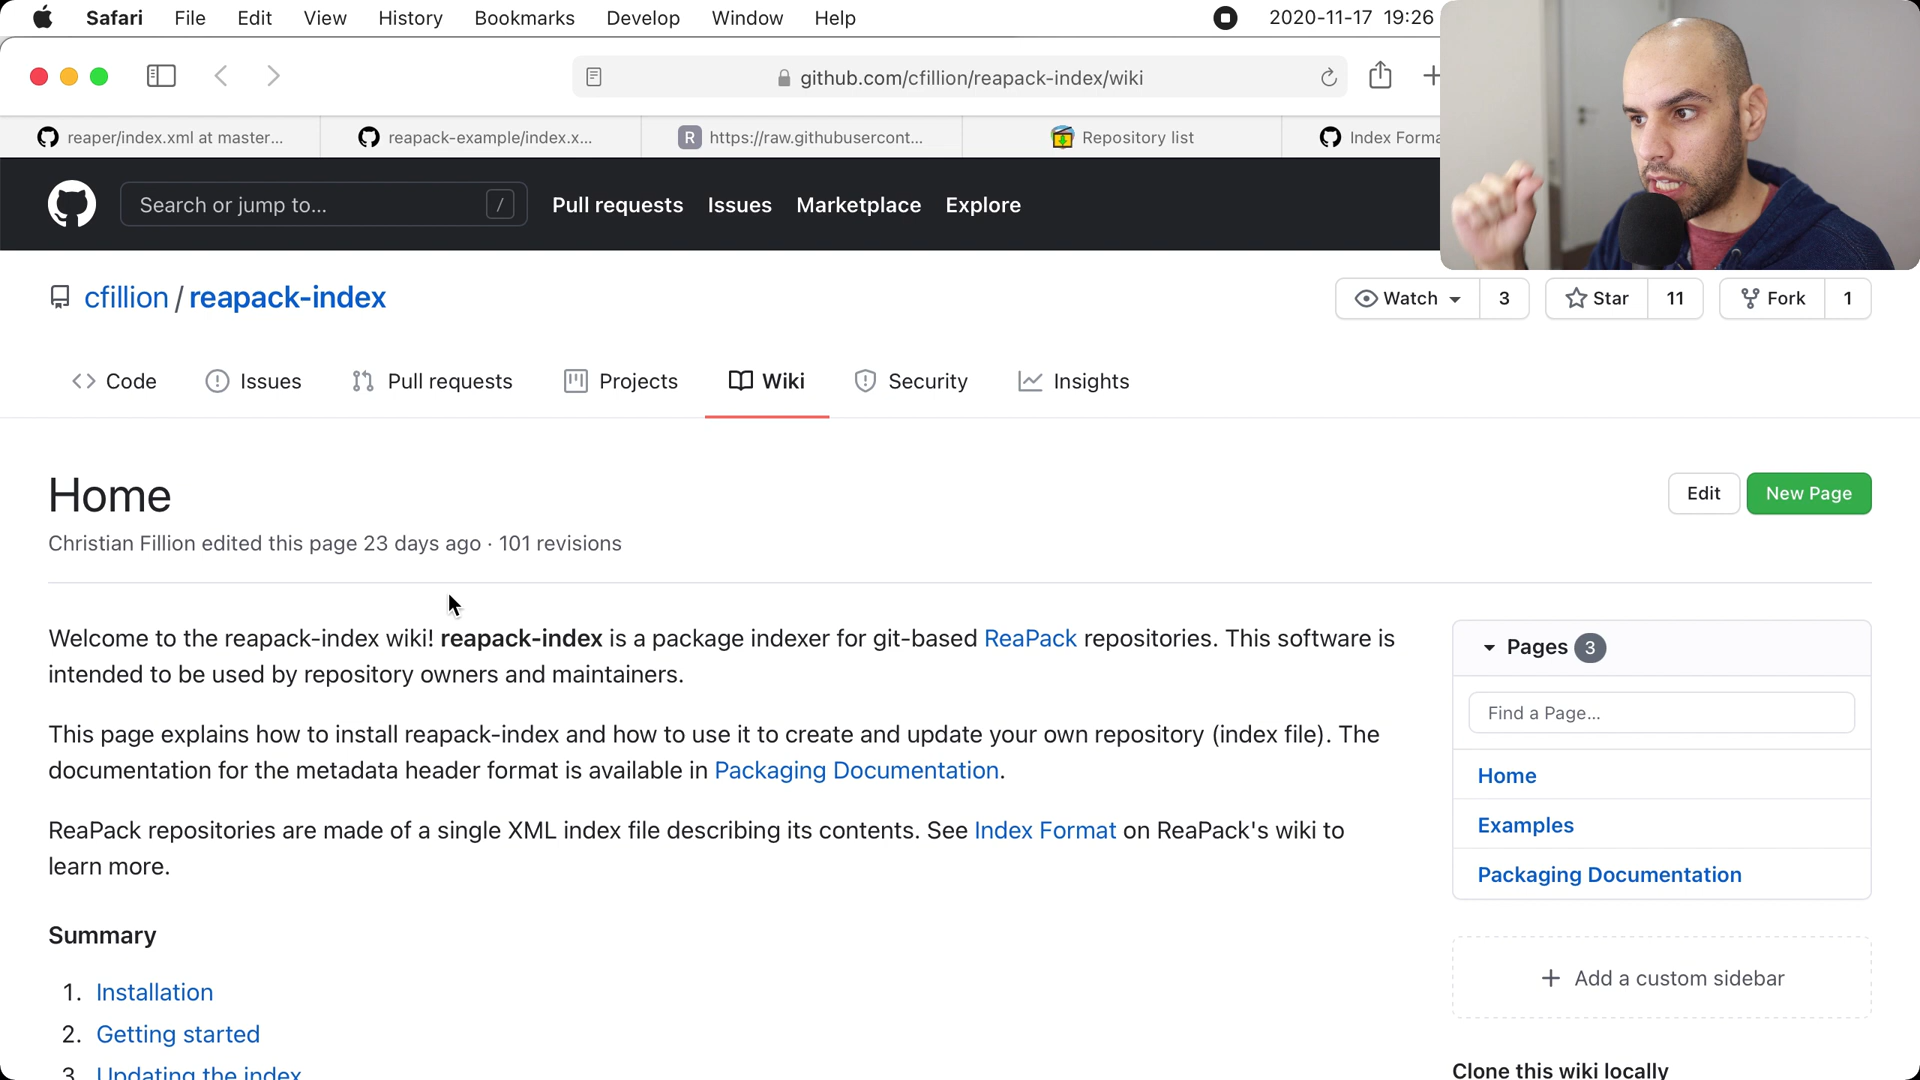 Safari File Edit View History Bookmarks Develop Window Help 2020-11-17 19:26
github.com/cfillion/reapack-index/wiki
reaper/index.xml at master... reapack-example/index.x... R https://raw.githubusercont... Repository list Index Forma
Search or jump to... / Pull requests Issues Marketplace Explore
cfillion / reapack-index Watch 3 Star 11 Fork 1
Code Issues Pull requests Projects Wiki Security Insights
Home Edit New Page
Christian Fillion edited this page 23 days ago · 101 revisions
Welcome to the reapack-index wiki! reapack-index is a package indexer for git-based ReaPack repositories. This software is
intended to be used by repository owners and maintainers.
This page explains how to install reapack-index and how to use it to create and update your own repository (index file). The
documentation for the metadata header format is available in Packaging Documentation.
ReaPack repositories are made of a single XML index file describing its contents. See Index Format on ReaPack's wiki to
learn more.
Summary
1. Installation
2. Getting started
3. Updating the index
Pages 3
Find a Page...
Home
Examples
Packaging Documentation
+ Add a custom sidebar
Clone this wiki locally